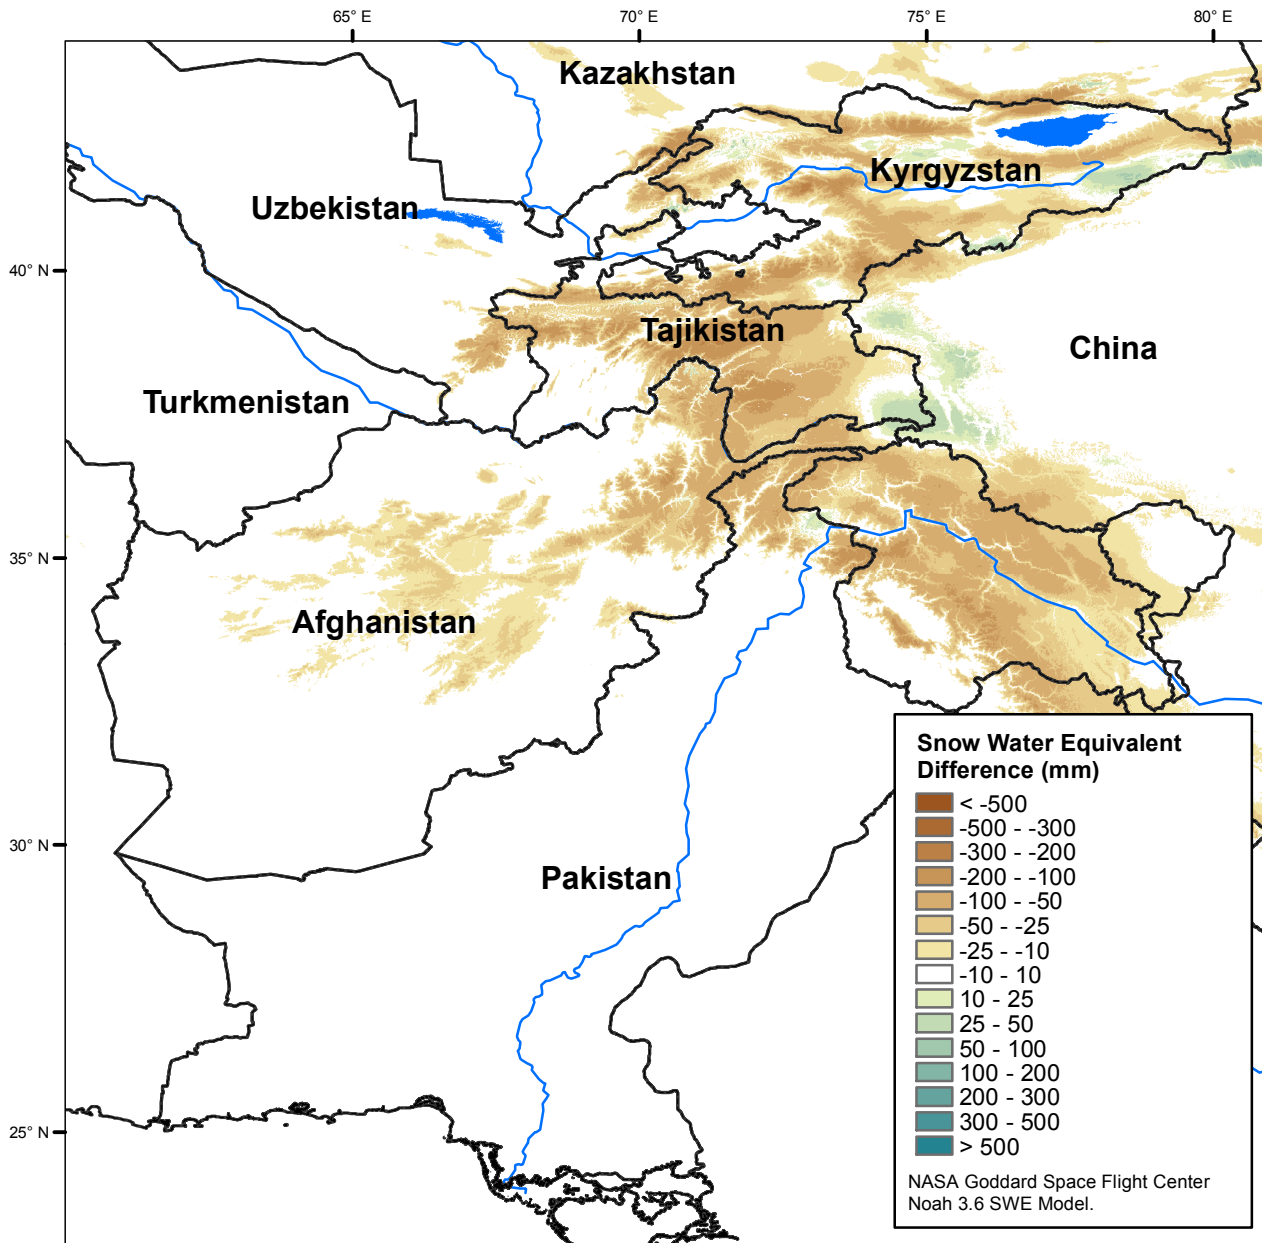 65° E
70° E
75° E
80° E
Kazakhstan
Kyrgyzstan
Uzbekistan
40° N
Tajikistan
China
Turkmenistan
35° N
Afghanistan
Snow Water Equivalent
Difference (mm)
< -500
-500 - -300
-300 - -200
-200 - -100
-100 - -50
-50 - -25
-25 - -10
-10 - 10
10 - 25
25 - 50
50 - 100
100 - 200
200 - 300
300 - 500
> 500
NASA Goddard Space Flight Center
Noah 3.6 SWE Model.
30° N
Pakistan
25° N